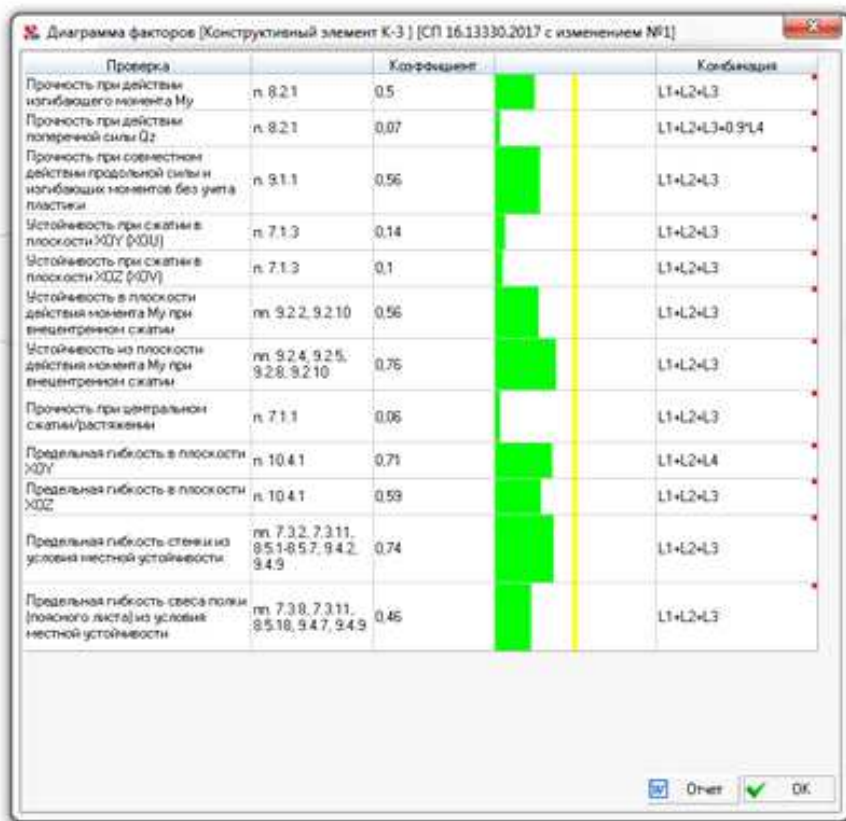 Диаграмма факторов [Конструктивный элемент К-3 ] [СП 16.13330.2017 с изменением №1]
Проверка Коэффициент Комбинация
Прочность при действии
изгибающего момента My
п. 8.2.1 0,5 L1+L2+L3
Прочность при действии
поперечной силы Qz
п. 8.2.1 0,07 L1+L2+L3+0.9*L4
Прочность при совместном
действии продольной силы и
изгибающих моментов без учета
пластики
п. 9.1.1 0,56 L1+L2+L3
Устойчивость при сжатии в
плоскости XOY (XOU)
п. 7.1.3 0,14 L1+L2+L3
Устойчивость при сжатии в
плоскости XOZ (XOV)
п. 7.1.3 0,1 L1+L2+L3
Устойчивость в плоскости
действия момента My при
внецентренном сжатии
пп. 9.2.2, 9.2.10 0,56 L1+L2+L3
Устойчивость из плоскости
действия момента My при
внецентренном сжатии
пп. 9.2.4, 9.2.5,
9.2.8, 9.2.10
0,76 L1+L2+L3
Прочность при центральном
сжатии/растяжении
п. 7.1.1 0,06 L1+L2+L3
Предельная гибкость в плоскости
XOY
п. 10.4.1 0,71 L1+L2+L4
Предельная гибкость в плоскости
XOZ
п. 10.4.1 0,59 L1+L2+L3
Предельная гибкость стенки из
условия местной устойчивости
пп. 7.3.2, 7.3.11,
8.5.1-8.5.7, 9.4.2,
9.4.9
0,74 L1+L2+L3
Предельная гибкость свеса полки
(поясного листа) из условия
местной устойчивости
пп. 7.3.8, 7.3.11,
8.5.18, 9.4.7, 9.4.9
0,46 L1+L2+L3
W Отчет OK